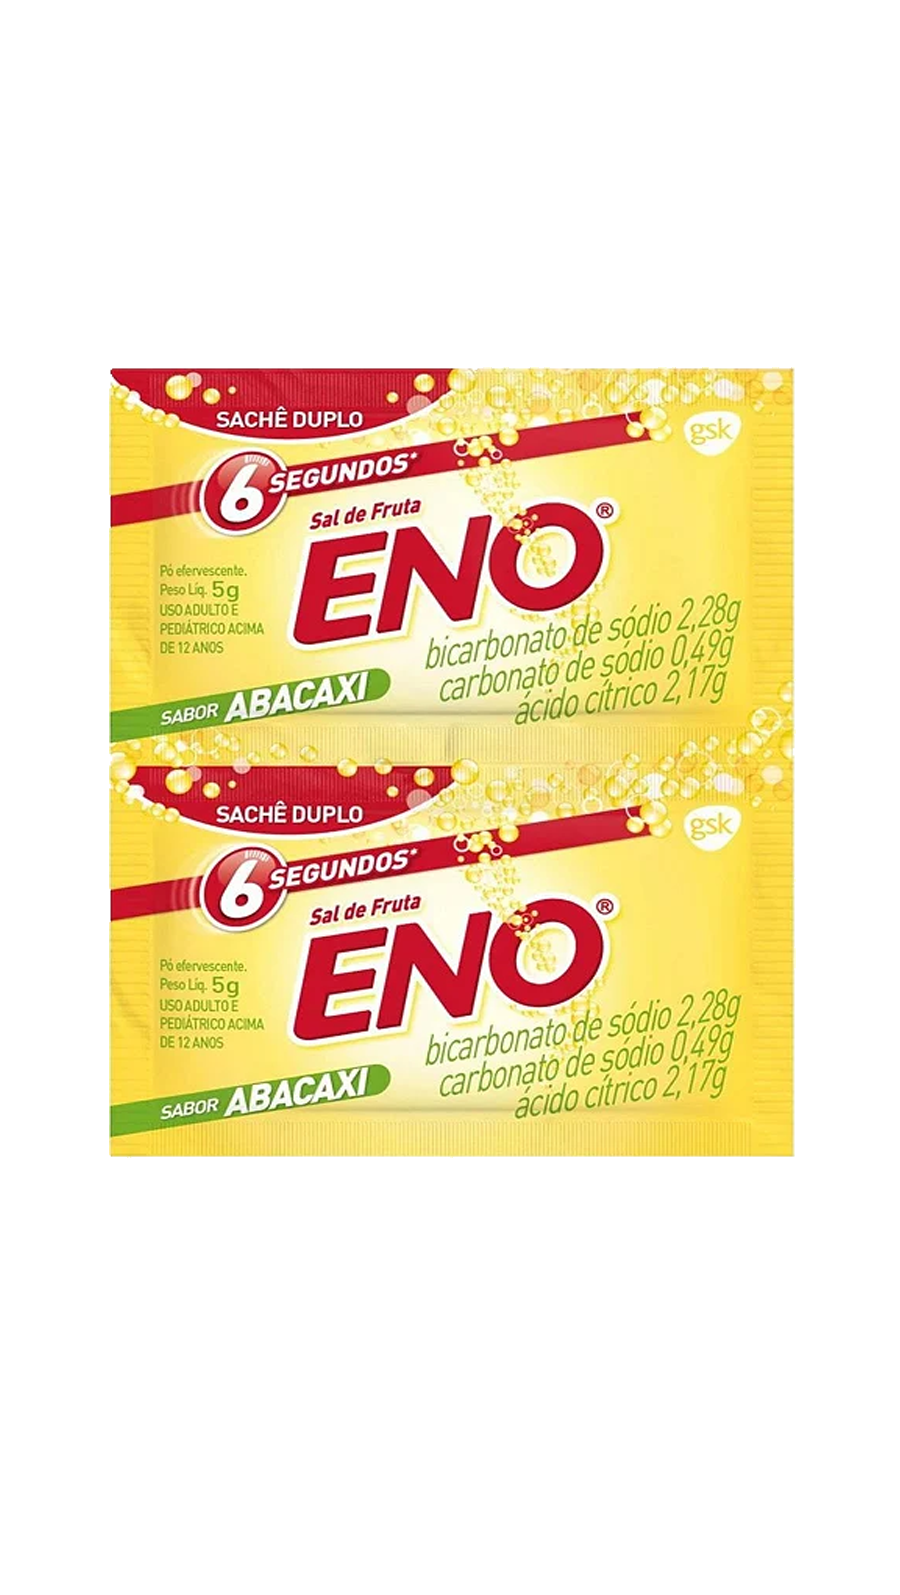 SACHÊ DUPLO
gsk
6 SEGUNDOS*
Sal de Fruta
ENO®
Pó efervescente.
Peso Líq. 5g
USO ADULTO E
PEDIÁTRICO ACIMA
DE 12 ANOS
bicarbonato de sódio 2,28g
carbonato de sódio 0,49g
ácido cítrico 2,17g
SABOR ABACAXI
SACHÊ DUPLO
gsk
6 SEGUNDOS*
Sal de Fruta
ENO®
Pó efervescente.
Peso Líq. 5g
USO ADULTO E
PEDIÁTRICO ACIMA
DE 12 ANOS
bicarbonato de sódio 2,28g
carbonato de sódio 0,49g
ácido cítrico 2,17g
SABOR ABACAXI